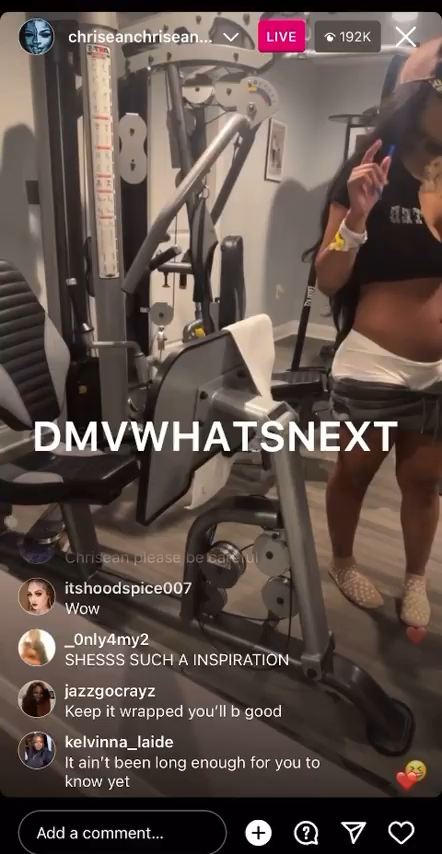 chriseanchrisean...
LIVE
192K
DMVWHATSNEXT
Chrisean please be careful
itshoodspice007
Wow
_0nly4my2
SHESSS SUCH A INSPIRATION
jazzgocrayz
Keep it wrapped you'll b good
kelvinna_laide
It ain't been long enough for you to
know yet
Add a comment...